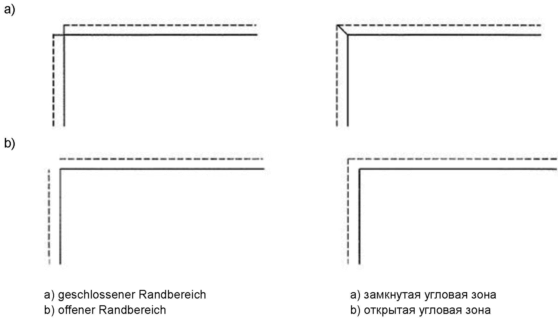 a)
b)
a) geschlossener Randbereich
b) offener Randbereich
a) замкнутая угловая зона
b) открытая угловая зона